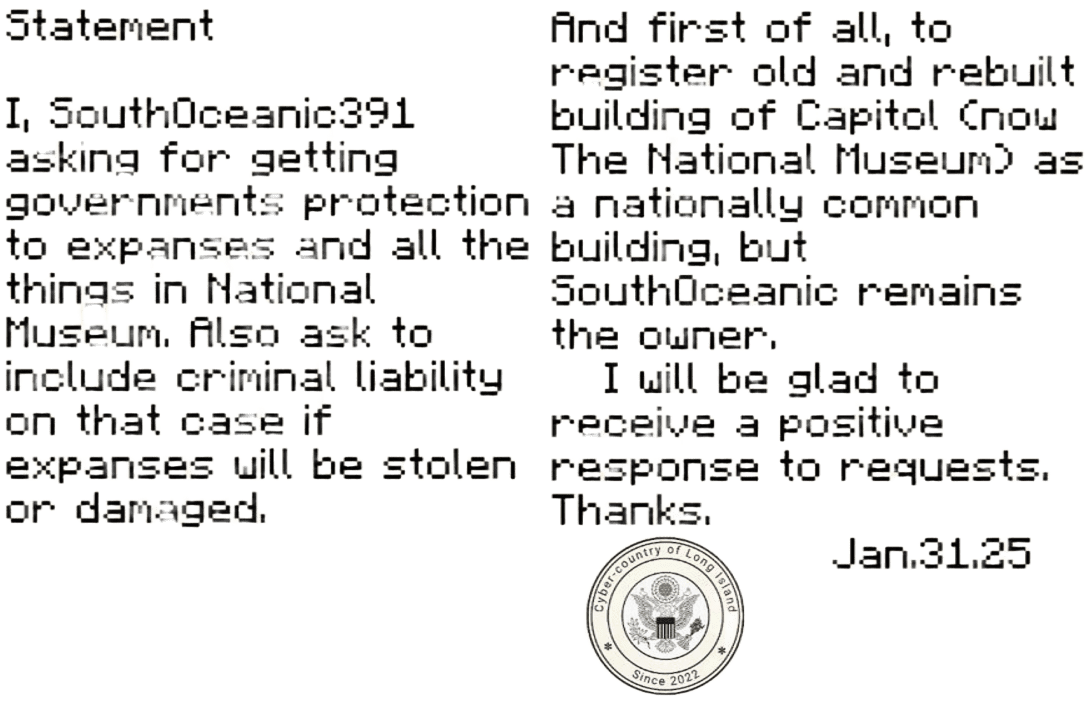 Statement
I, SouthOceanic391
asking for getting
governments protection
to expanses and all the
things in National
Museum. Also ask to
include criminal liability
on that case if
expanses will be stolen
or damaged.
And first of all, to
register old and rebuilt
building of Capitol (now
The National Museum) as
a nationally common
building, but
SouthOceanic remains
the owner.
I will be glad to
receive a positive
response to requests.
Thanks.
Jan.31.25
Cyber-country of Long Island
Since 2022